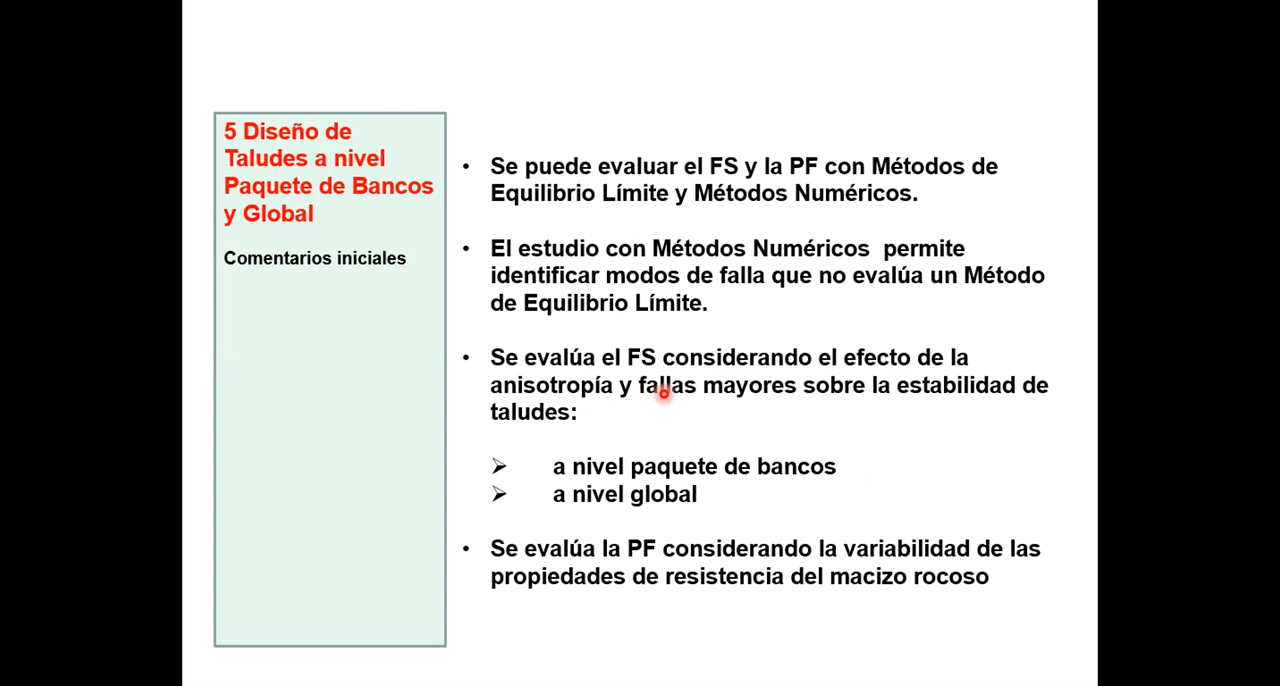 5 Diseño de
Taludes a nivel
Paquete de Bancos
y Global
Comentarios iniciales
• Se puede evaluar el FS y la PF con Métodos de
Equilibrio Límite y Métodos Numéricos.
• El estudio con Métodos Numéricos permite
identificar modos de falla que no evalúa un Método
de Equilibrio Límite.
• Se evalúa el FS considerando el efecto de la
anisotropía y fallas mayores sobre la estabilidad de
taludes:
➢ a nivel paquete de bancos
➢ a nivel global
• Se evalúa la PF considerando la variabilidad de las
propiedades de resistencia del macizo rocoso